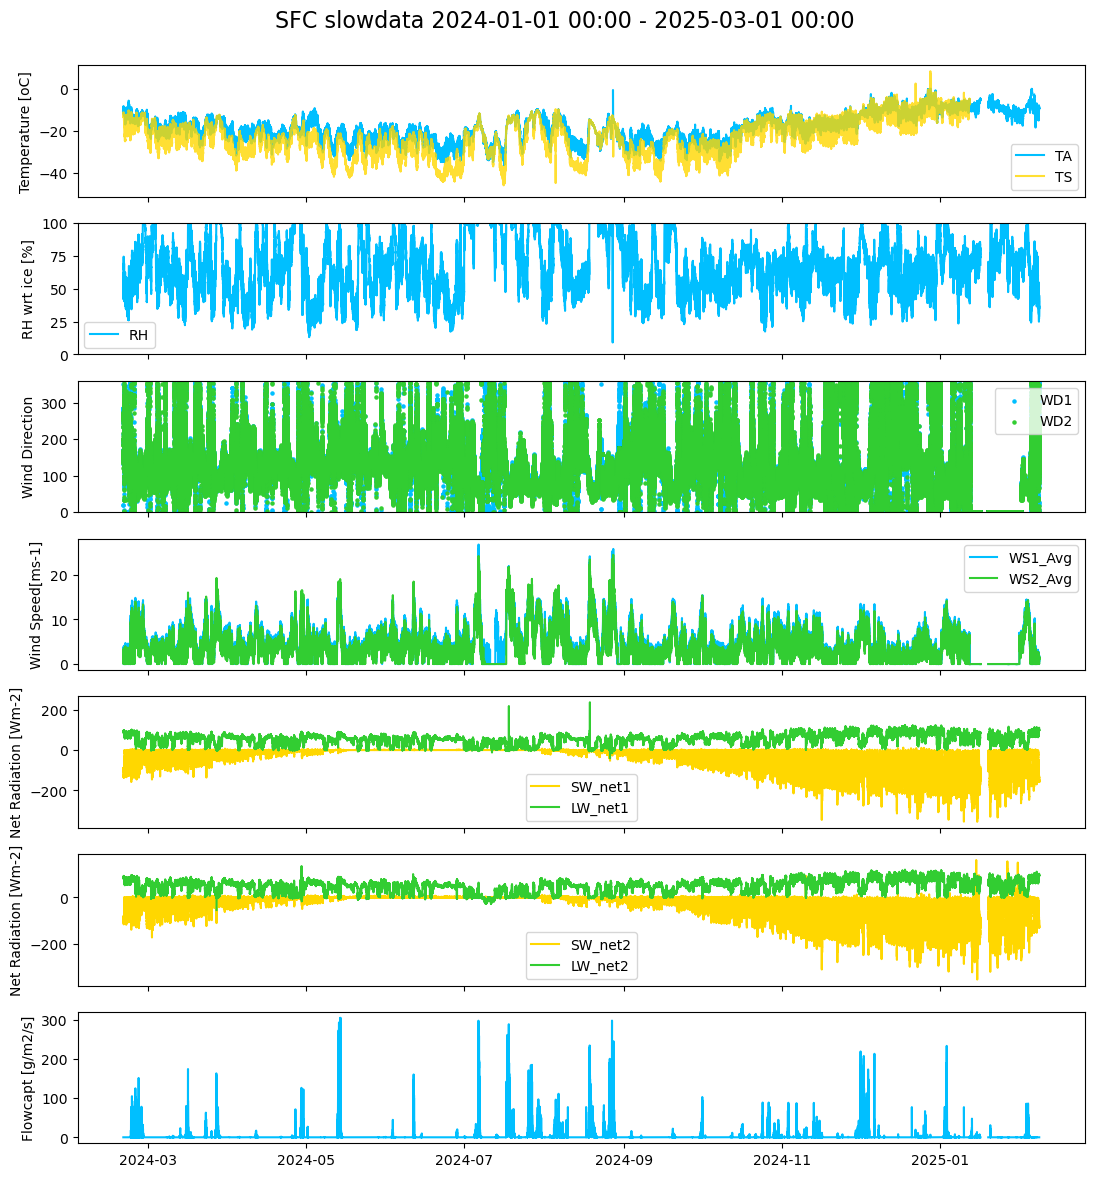 SFC slowdata 2024-01-01 00:00 - 2025-03-01 00:00
Temperature [oC]
0
−20
−40
TA
TS
RH wrt ice [%]
100
75
50
25
0
RH
Wind Direction
300
200
100
0
WD1
WD2
Wind Speed[ms-1]
20
10
0
WS1_Avg
WS2_Avg
Net Radiation [Wm-2]
200
0
−200
SW_net1
LW_net1
Net Radiation [Wm-2]
0
−200
SW_net2
LW_net2
Flowcapt [g/m2/s]
300
200
100
0
2024-03 2024-05 2024-07 2024-09 2024-11 2025-01